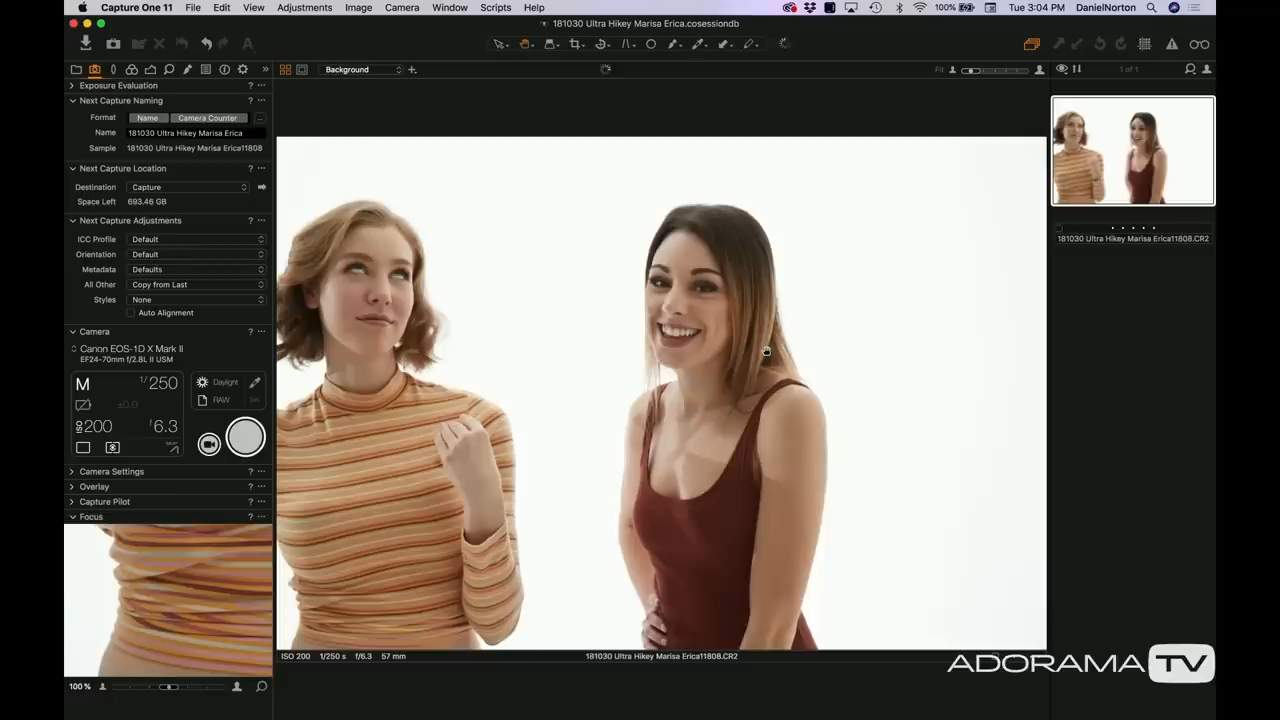 Capture One 11 File Edit View Adjustments Image Camera Window Scripts Help 100% Tue 3:04 PM DanielNorton
181030 Ultra Hikey Marisa Erica.cosessiondb
Background Fit 1 of 1
Exposure Evaluation ? ...
Next Capture Naming ? ...
Format Name Camera Counter ...
Name 181030 Ultra Hikey Marisa Erica
Sample 181030 Ultra Hikey Marisa Erica11808
Next Capture Location ? ...
Destination Capture
Space Left 693.46 GB
Next Capture Adjustments ? ...
ICC Profile Default
Orientation Default
Metadata Defaults
All Other Copy from Last
Styles None
Auto Alignment
Camera ? ...
Canon EOS-1D X Mark II
EF24-70mm f/2.8L II USM
M 1/250 Daylight
±0.0 RAW Set
ISO 200 f6.3
Camera Settings ? ...
Overlay ? ...
Capture Pilot ? ...
Focus ? ...
100%
181030 Ultra Hikey Marisa Erica11808.CR2
ISO 200 1/250 s f/6.3 57 mm 181030 Ultra Hikey Marisa Erica11808.CR2
ADORAMA TV